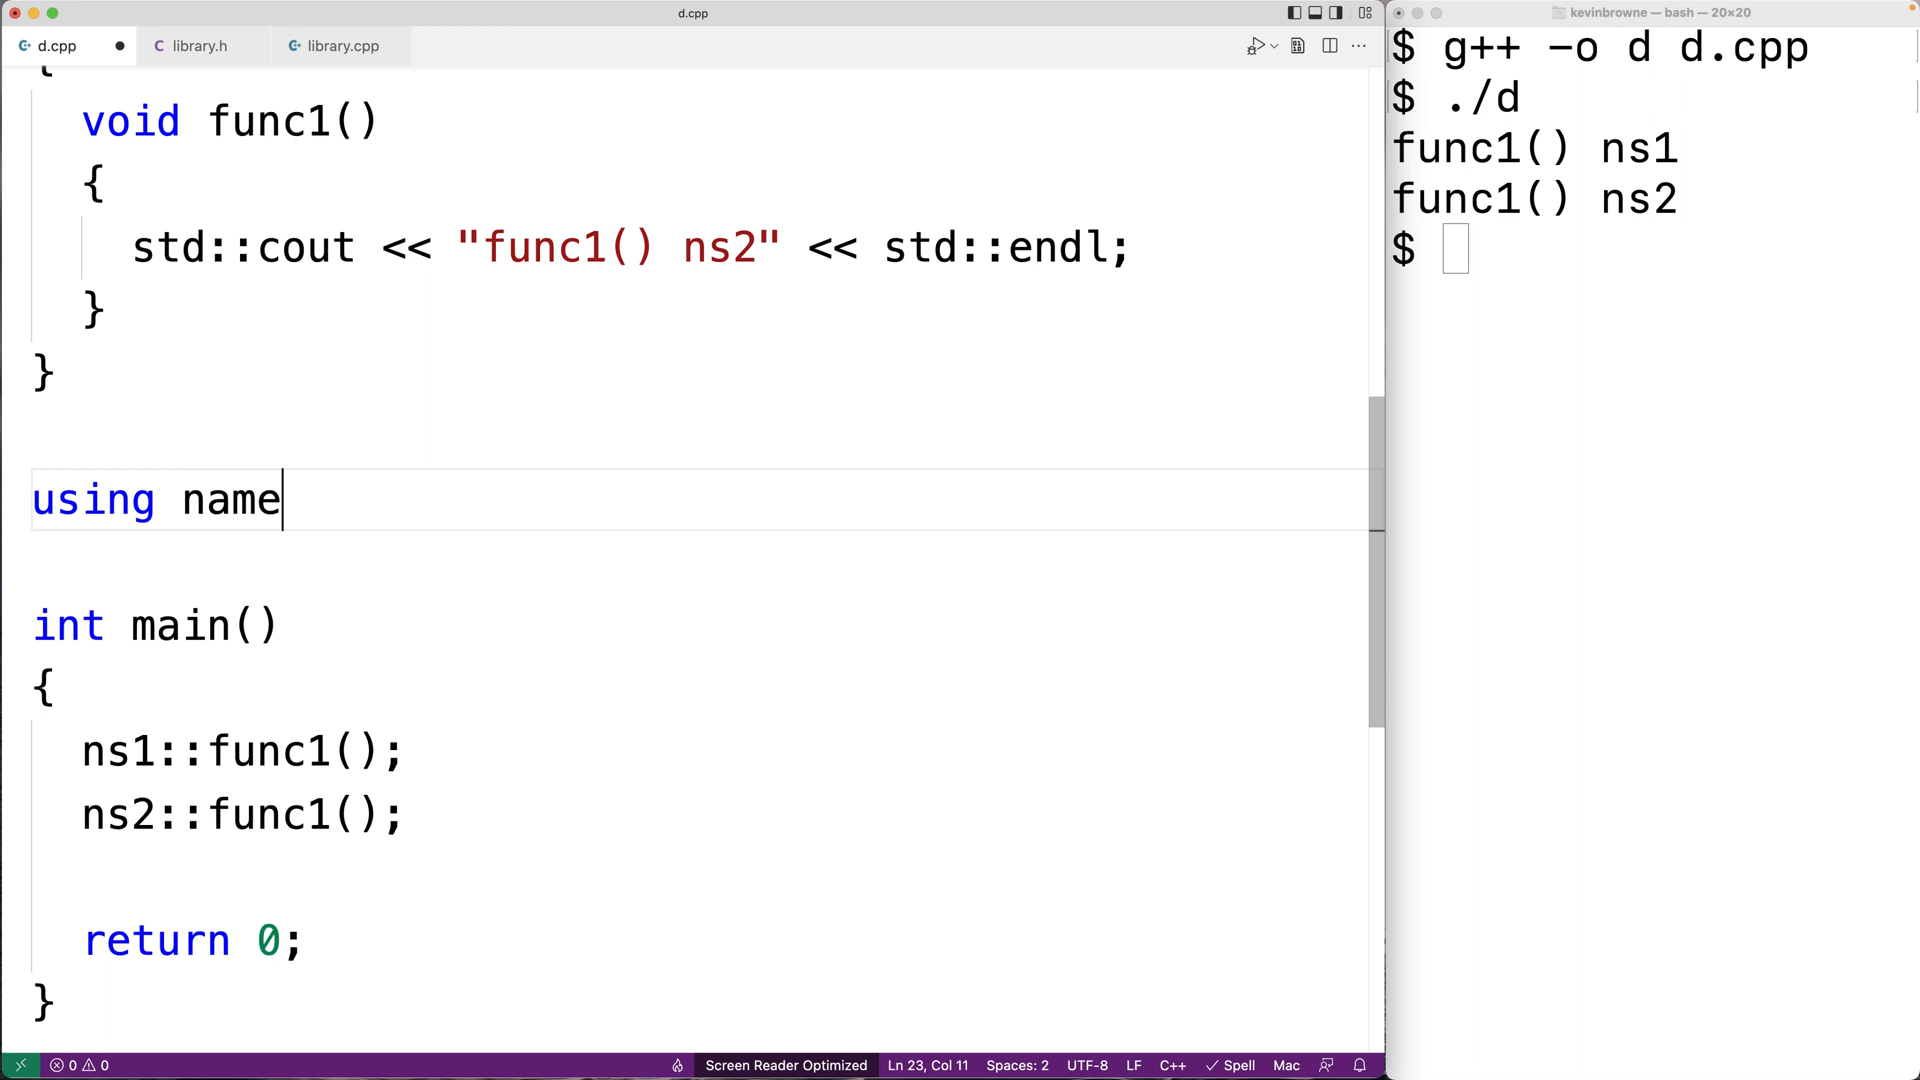 d.cpp
kevinbrowne — bash — 20×20
d.cpp
library.h
library.cpp
{
void func1()
{
std::cout << "func1() ns2" << std::endl;
}
}
using name
int main()
{
ns1::func1();
ns2::func1();
return 0;
}
$ g++ -o d d.cpp
$ ./d
func1() ns1
func1() ns2
$
0 0
Screen Reader Optimized
Ln 23, Col 11
Spaces: 2
UTF-8
LF
C++
Spell
Mac